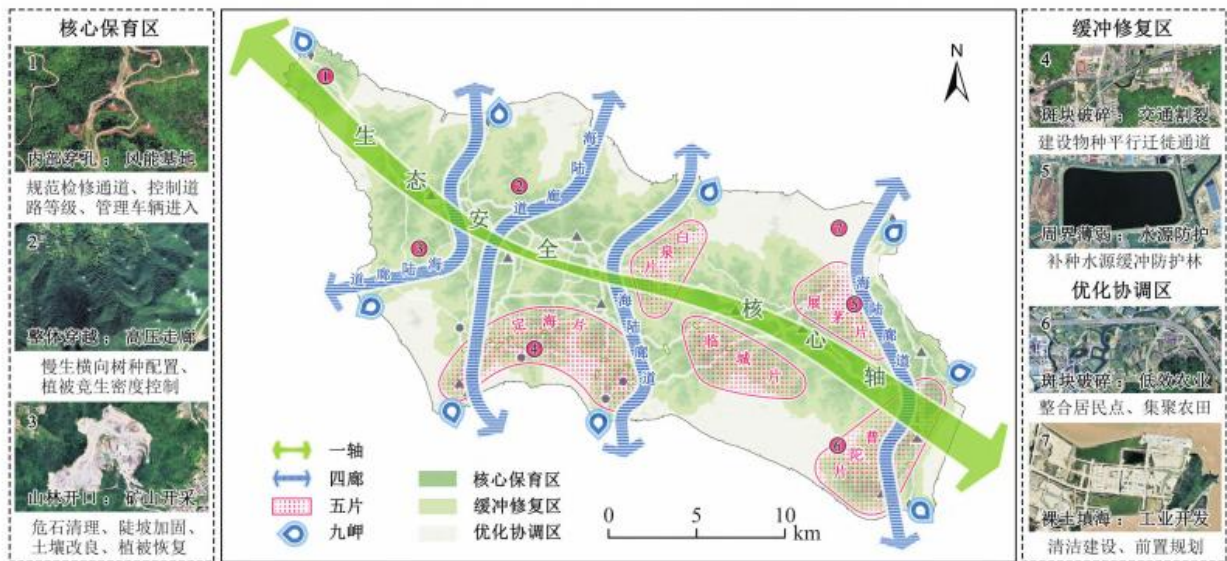 核心保育区
1
内部穿孔：风能基地
规范检修通道、控制道
路等级、管理车辆进入
2
整体穿越：高压走廊
慢生横向树种配置、
植被竞生密度控制
3
山林开口：矿山开采
危石清理、陡坡加固、
土壤改良、植被恢复
N
生态安全核心轴
海陆廊道
海陆廊道
海陆廊道
海陆廊道
白泉片
展茅片
定海片
临城片
普陀片
1
2
3
4
5
6
7
一轴
四廊
五片
九岬
核心保育区
缓冲修复区
优化协调区
0 5 10
km
缓冲修复区
4
斑块破碎：交通割裂
建设物种平行迁徙通道
5
周界薄弱：水源防护
补种水源缓冲防护林
优化协调区
6
斑块破碎：低效农业
整合居民点、集聚农田
7
裸土填海：工业开发
清洁建设、前置规划